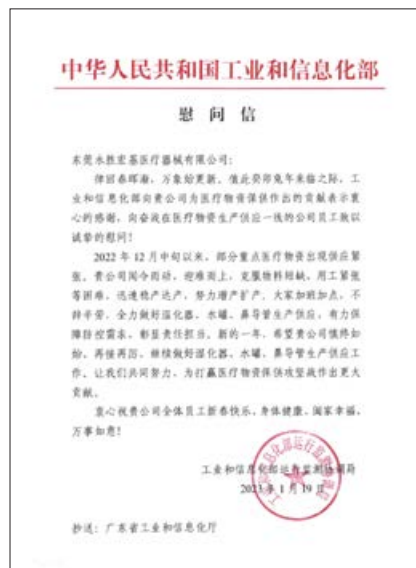 中华人民共和国工业和信息化部
慰 问 信
东莞永胜宏基医疗器械有限公司：
律回春晖渐，万象始更新。值此癸卯兔年来临之际，工
业和信息化部向贵公司为医疗物资保供作出的贡献表示衷
心的感谢，向奋战在医疗物资生产供应一线的公司员工致以
诚挚的慰问！
2022 年 12 月中旬以来，部分重点医疗物资出现供应紧
张，贵公司闻令而动，迎难而上，克服物料短缺、用工紧张
等困难，迅速稳产达产，努力增产扩产，大家加班加点，不
辞辛劳，全力做好湿化器、水罐、鼻导管生产供应，有力保
障防控需求，彰显责任担当。新的一年，希望贵公司慎终如
始、再接再厉，继续做好湿化器、水罐、鼻导管生产供应工
作，让我们共同努力，为打赢医疗物资保供攻坚战作出更大
贡献。
衷心祝贵公司全体员工新春快乐、身体健康、阖家幸福、
万事如意！
工业和信息化部运行监测协调局
2023 年 1 月 19 日
抄送：广东省工业和信息化厅